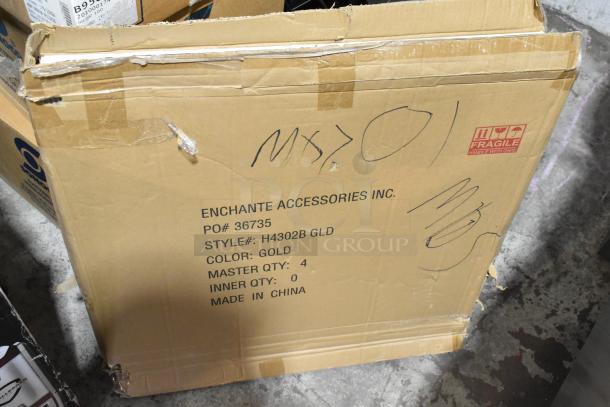 B95
FRAGILE
ENCHANTE ACCESSORIES INC.
PO# 36735
STYLE#: H4302B GLD
COLOR: GOLD
MASTER QTY: 4
INNER QTY: 0
MADE IN CHINA
PCI
AUCTION GROUP